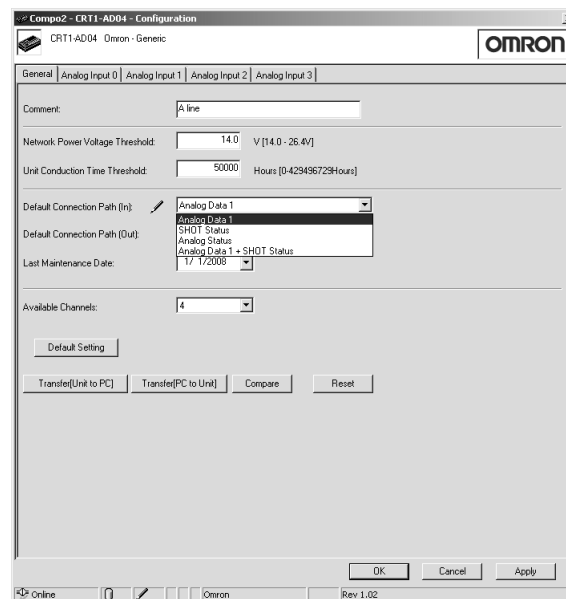 Compo2 - CRT1-AD04 - Configuration
CRT1-AD04 Omron - Generic
OMRON
General Analog Input 0 Analog Input 1 Analog Input 2 Analog Input 3
Comment: A line
Network Power Voltage Threshold: 14.0 V [14.0 - 26.4V]
Unit Conduction Time Threshold: 50000 Hours [0-429496729Hours]
Default Connection Path (In): Analog Data 1
Analog Data 1
SHOT Status
Default Connection Path (Out):
Analog Status
Analog Data 1 + SHOT Status
Last Maintenance Date: 1/ 1/2008
Available Channels: 4
Default Setting
Transfer[Unit to PC] Transfer[PC to Unit] Compare Reset
OK Cancel Apply
Online Omron Rev 1.02